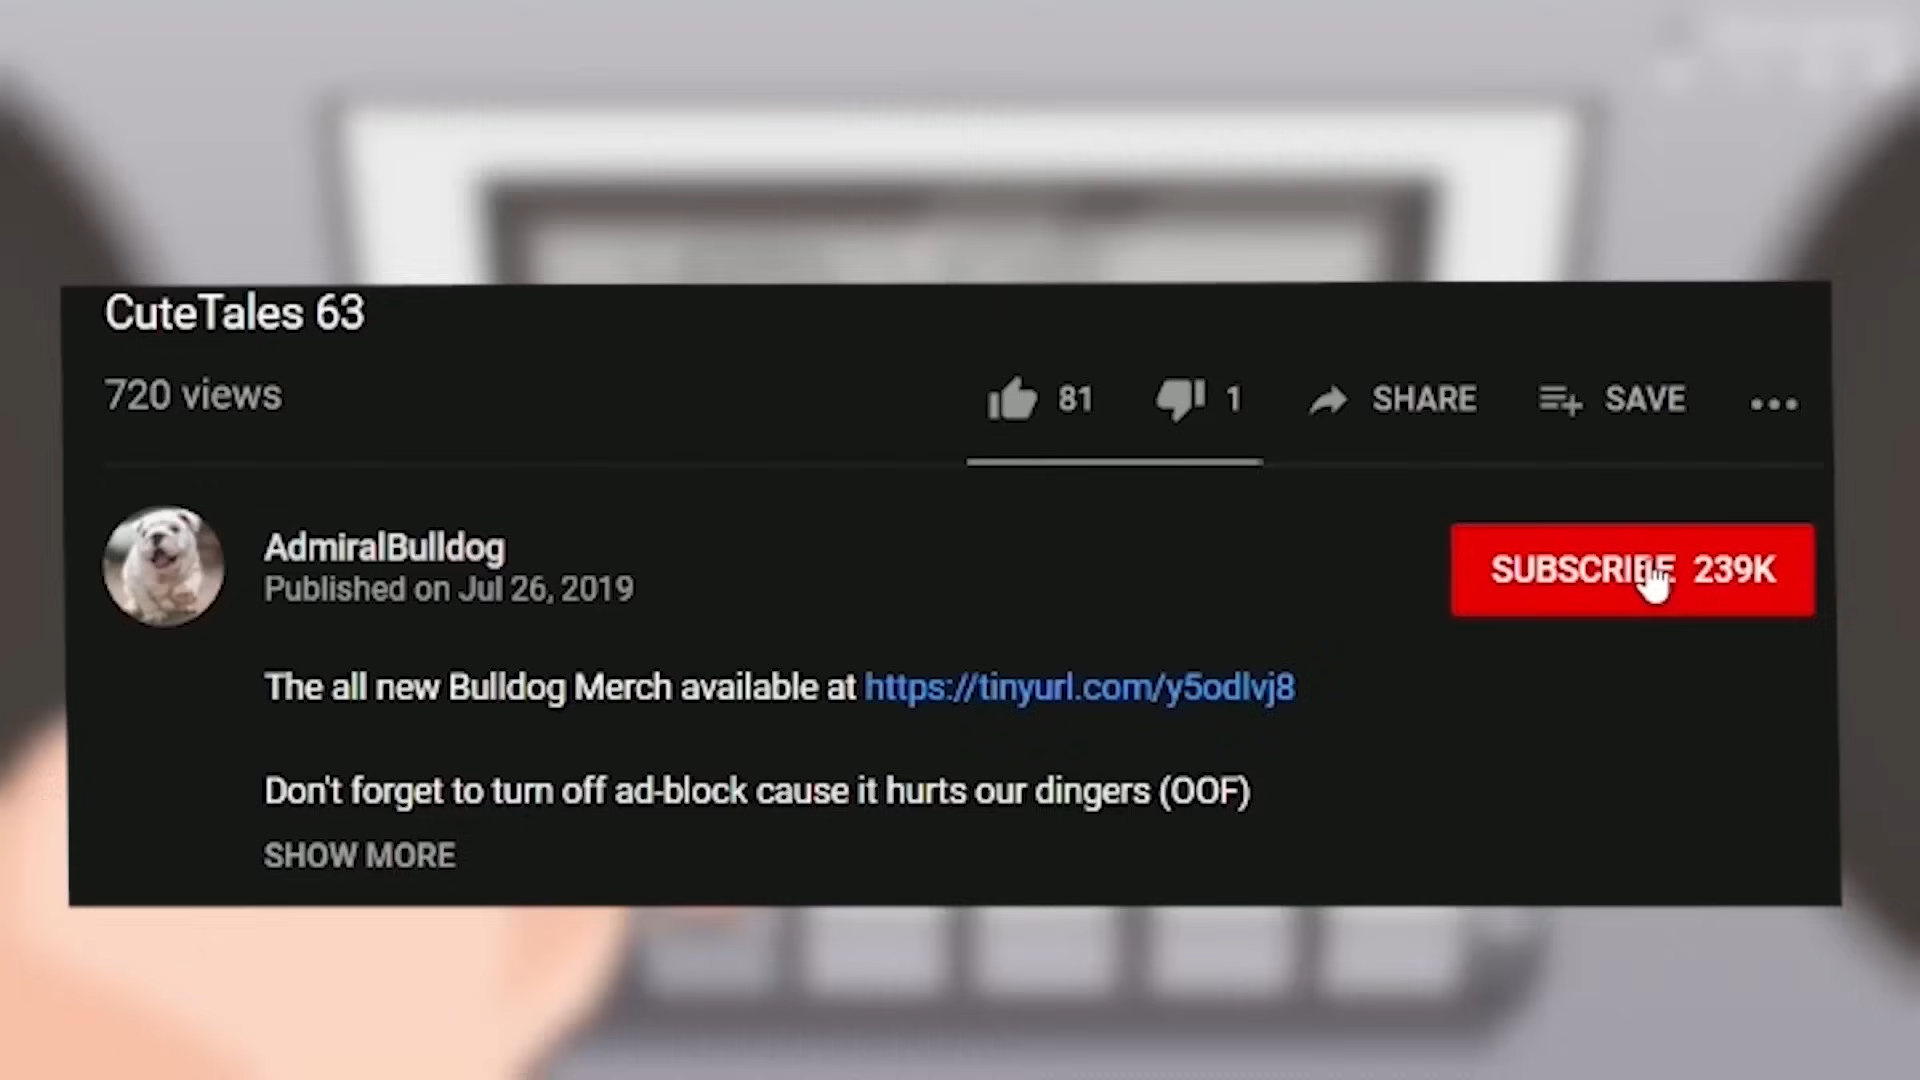 CuteTales 63
720 views
81 1 SHARE SAVE
AdmiralBulldog
Published on Jul 26, 2019
SUBSCRIBE 239K
The all new Bulldog Merch available at https://tinyurl.com/y5odlvj8
Don't forget to turn off ad-block cause it hurts our dingers (OOF)
SHOW MORE